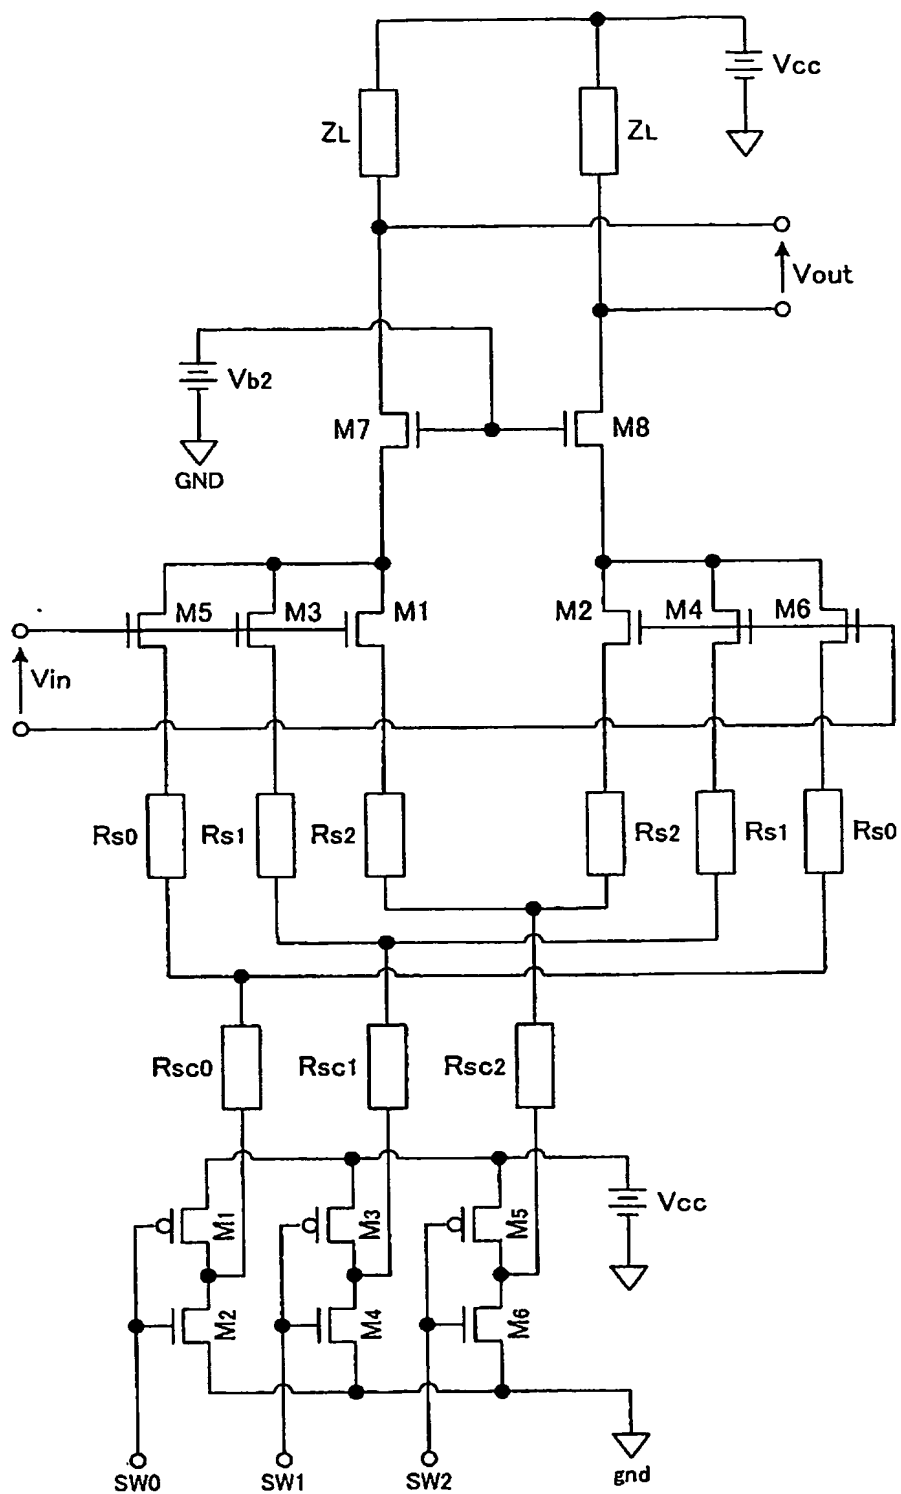 Vcc
ZL ZL
Vout
Vb2
M7 M8
GND
M5 M3 M1 M2 M4 M6
Vin
Rs0 Rs1 Rs2 Rs2 Rs1 Rs0
Rsc0 Rsc1 Rsc2
Vcc
M1 M3 M5
M2 M4 M6
SW0 SW1 SW2 gnd